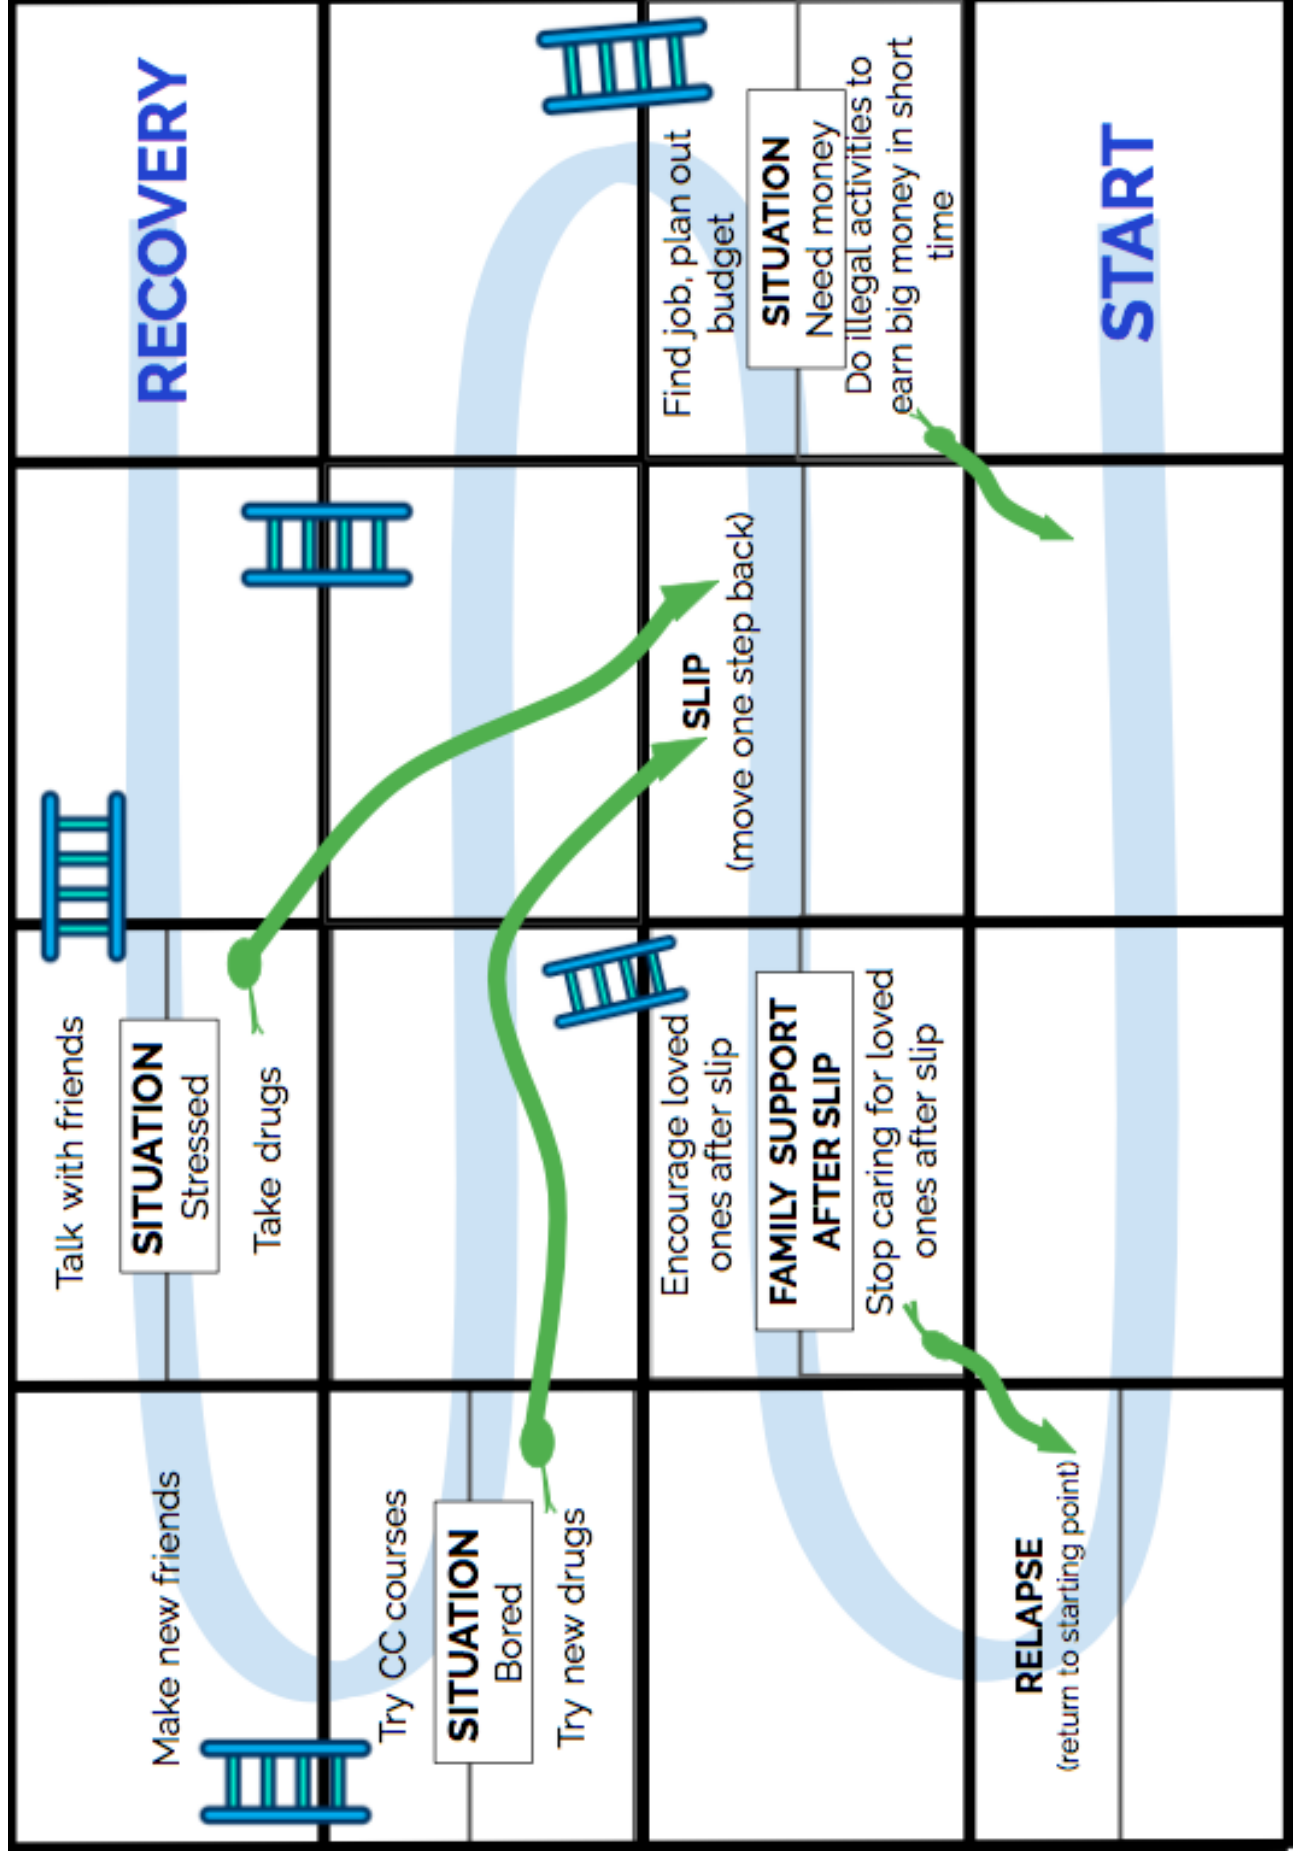 Make new friends
Talk with friends
SITUATION
Stressed
Take drugs
RECOVERY
Try CC courses
SITUATION
Bored
Try new drugs
Encourage loved
ones after slip
FAMILY SUPPORT
AFTER SLIP
Stop caring for loved
ones after slip
SLIP
(move one step back)
Find job, plan out
budget
SITUATION
Need money
Do illegal activities to
earn big money in short
time
RELAPSE
(return to starting point)
START